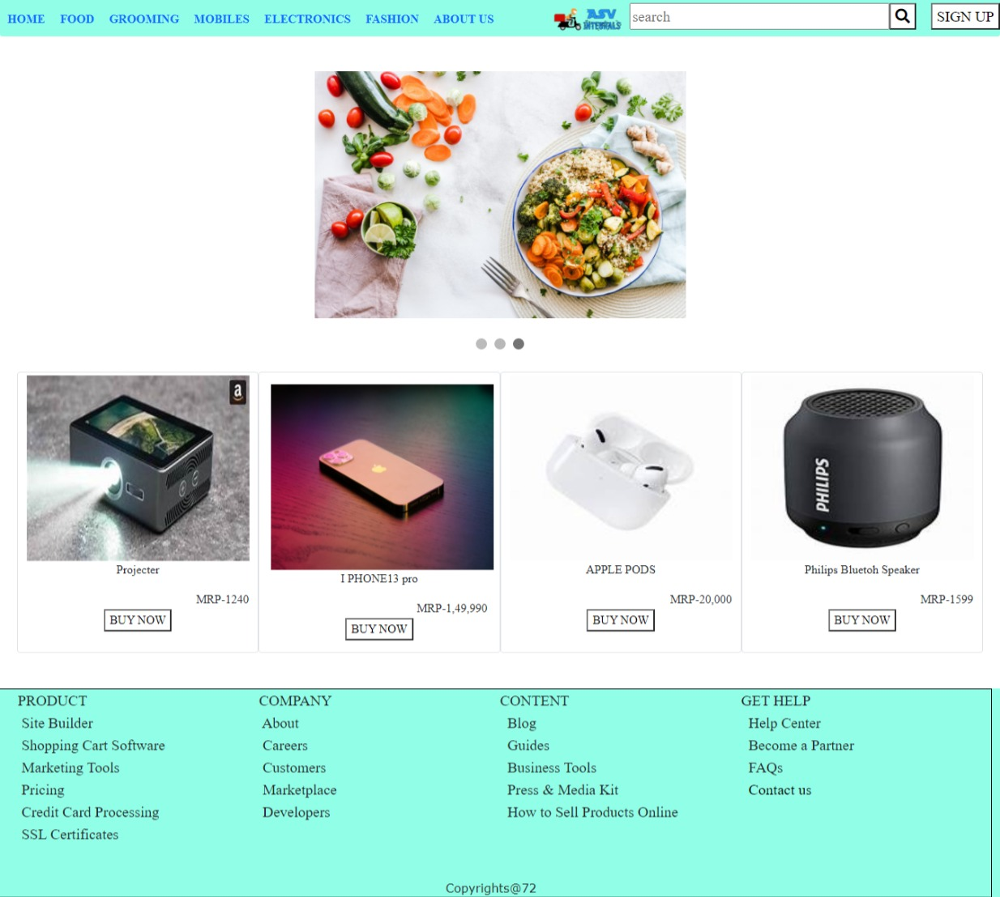 HOME FOOD GROOMING MOBILES ELECTRONICS FASHION ABOUT US ASV INTEGRALS search SIGN UP
a
PHILIPS
Projecter
I PHONE13 pro
APPLE PODS
Philips Bluetoh Speaker
MRP-1240
MRP-1,49,990
MRP-20,000
MRP-1599
BUY NOW
BUY NOW
BUY NOW
BUY NOW
PRODUCT
Site Builder
Shopping Cart Software
Marketing Tools
Pricing
Credit Card Processing
SSL Certificates
COMPANY
About
Careers
Customers
Marketplace
Developers
CONTENT
Blog
Guides
Business Tools
Press & Media Kit
How to Sell Products Online
GET HELP
Help Center
Become a Partner
FAQs
Contact us
Copyrights@72